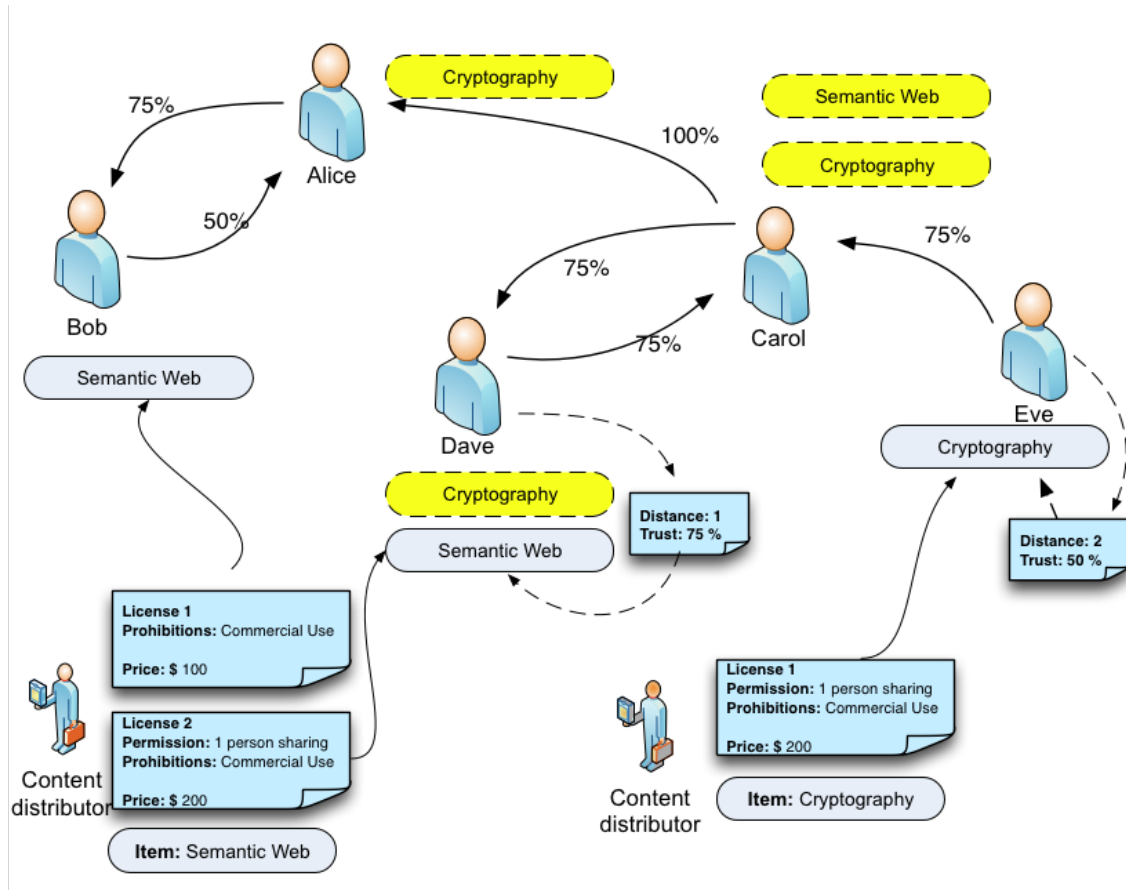 Cryptography
Semantic Web
75%
100%
Alice
Cryptography
50%
75%
75%
Bob
75%
Carol
Semantic Web
Eve
Dave
Cryptography
Cryptography
Distance: 1
Trust: 75 %
Semantic Web
Distance: 2
Trust: 50 %
License 1
Prohibitions: Commercial Use
Price: $ 100
License 1
Permission: 1 person sharing
Prohibitions: Commercial Use
Price: $ 200
License 2
Permission: 1 person sharing
Prohibitions: Commercial Use
Price: $ 200
Content
distributor
Content
distributor
Item: Cryptography
Item: Semantic Web